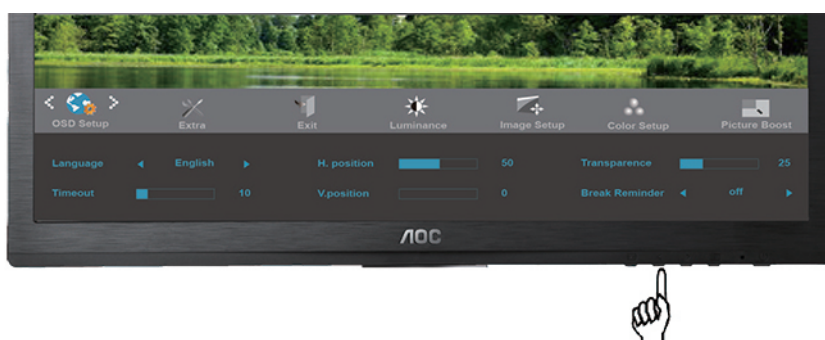 OSD Setup Extra Exit Luminance Image Setup Color Setup Picture Boost
Language English H. position 50 Transparence 25
Timeout 10 V.position 0 Break Reminder off
AOC